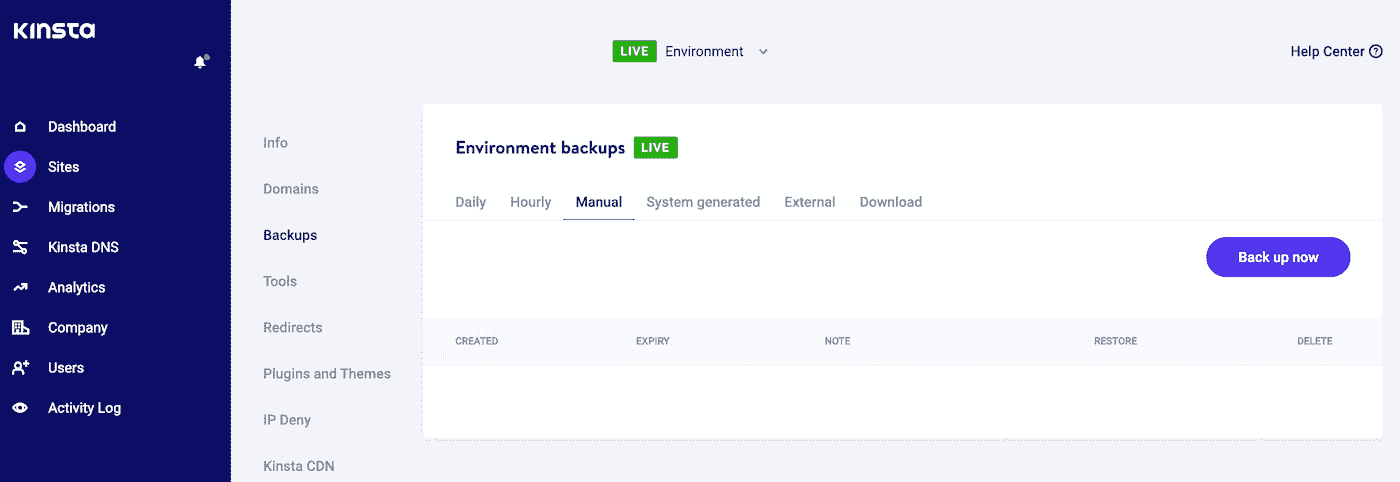 KINSTA
LIVE Environment
Help Center
Dashboard
Sites
Migrations
Kinsta DNS
Analytics
Company
Users
Activity Log
Info
Domains
Backups
Tools
Redirects
Plugins and Themes
IP Deny
Kinsta CDN
Environment backups LIVE
Daily Hourly Manual System generated External Download
Back up now
CREATED EXPIRY NOTE RESTORE DELETE